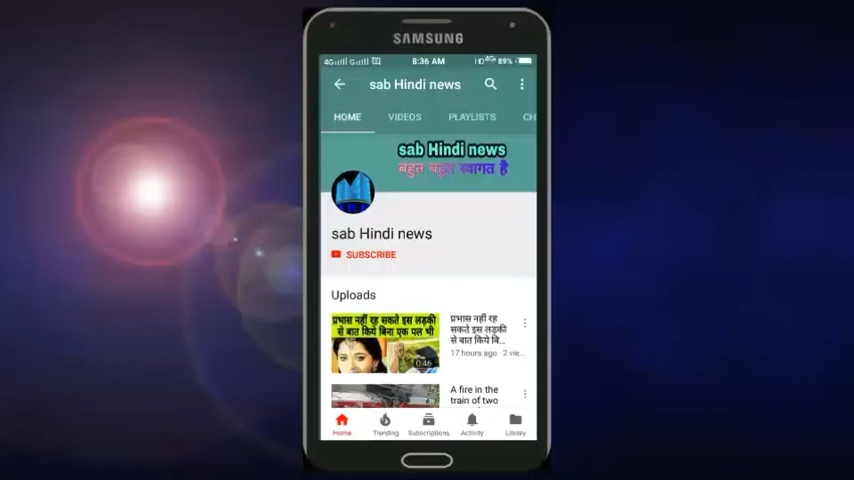 SAMSUNG
8:36 AM
89%
sab Hindi news
HOME VIDEOS PLAYLISTS CH
sab Hindi news
बहुत बहुत स्वागत है
sab Hindi news
SUBSCRIBE
Uploads
प्रभास नहीं रह सकते इस लड़की
से बात किये बिना एक पल भी
0:46
प्रभास नहीं रह
सकते इस लड़की
से बात किये बि...
17 hours ago · 2 vie...
A fire in the
train of two
Home Trending Subscriptions Activity Library